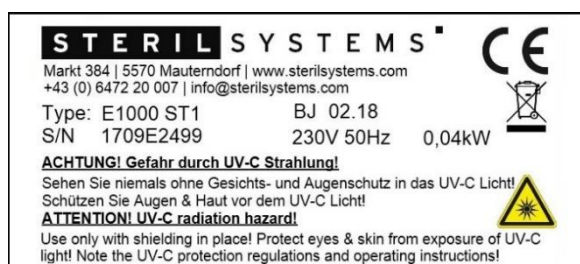 STERILSYSTEMS
Markt 384 | 5570 Mauterndorf | www.sterilsystems.com
+43 (0) 6472 20 007 | info@sterilsystems.com
Type: E1000 ST1 BJ 02.18
S/N 1709E2499 230V 50Hz 0,04kW
ACHTUNG! Gefahr durch UV-C Strahlung!
Sehen Sie niemals ohne Gesichts- und Augenschutz in das UV-C Licht!
Schützen Sie Augen & Haut vor dem UV-C Licht!
ATTENTION! UV-C radiation hazard!
Use only with shielding in place! Protect eyes & skin from exposure of UV-C
light! Note the UV-C protection regulations and operating instructions!
CE